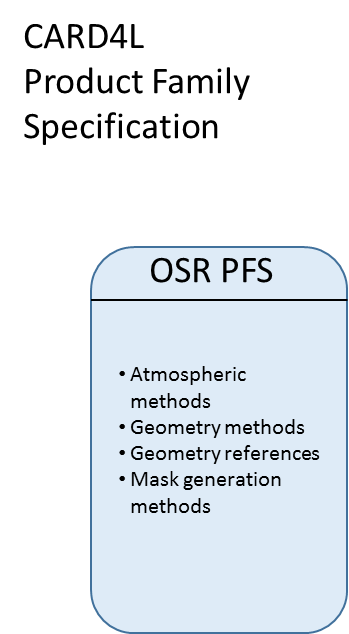 CARD4L
Product Family
Specification
OSR PFS
• Atmospheric
methods
• Geometry methods
• Geometry references
• Mask generation
methods